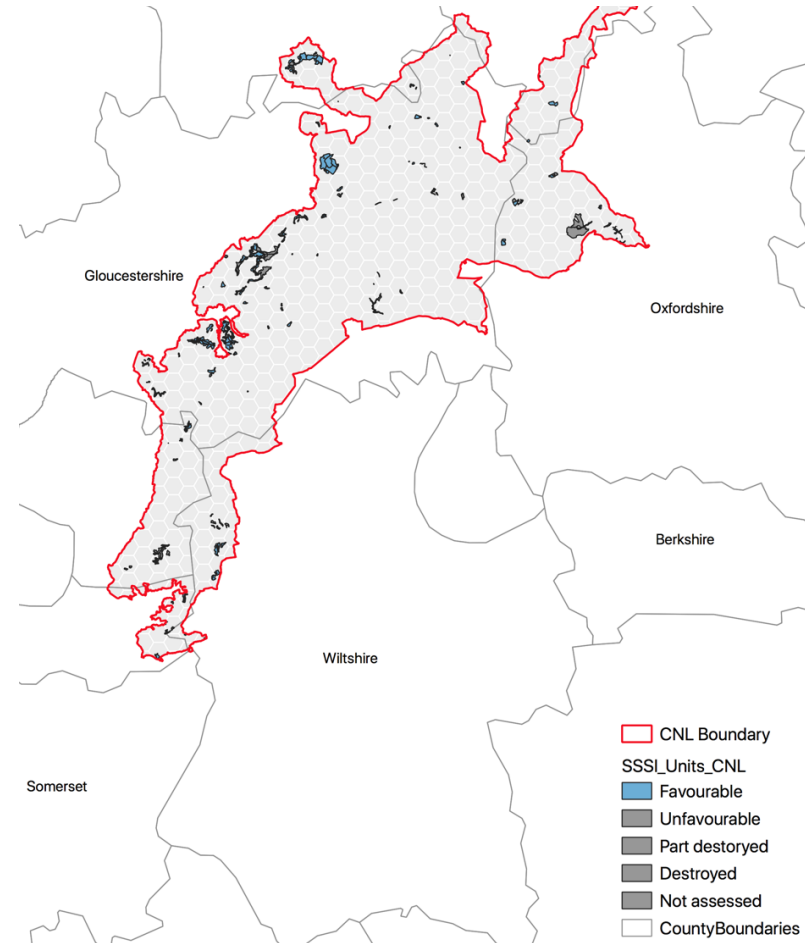 Gloucestershire
Oxfordshire
Berkshire
Wiltshire
Somerset
CNL Boundary
SSSI_Units_CNL
Favourable
Unfavourable
Part destoryed
Destroyed
Not assessed
CountyBoundaries